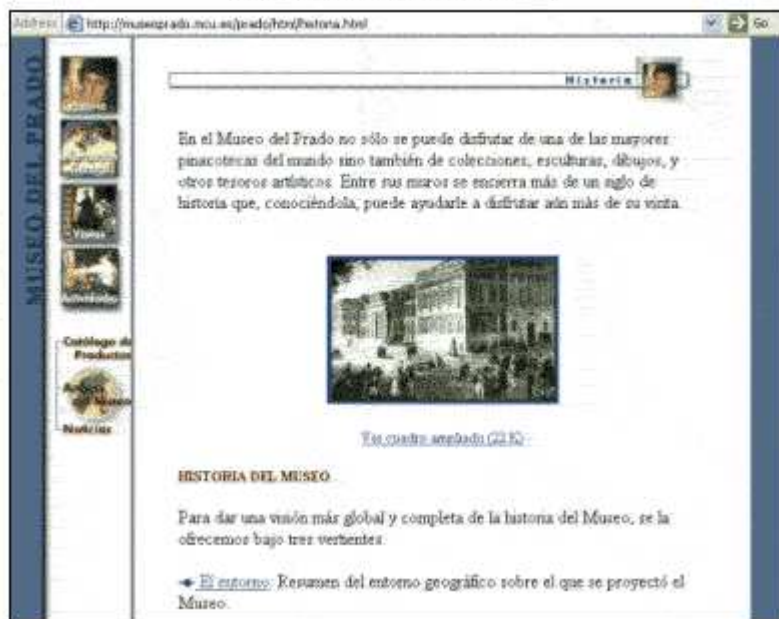 Address http://museoprado.mcu.es/prado/html/historia.html Go
MUSEO DEL PRADO
Historia
En el Museo del Prado no sólo se puede disfrutar de una de las mayores
pinacotecas del mundo sino también de colecciones, esculturas, dibujos, y
otros tesoros artísticos. Entre sus muros se encierra más de un siglo de
historia que, conociéndola, puede ayudarle a disfrutar aún más de su visita.
Visitas
Actividades
Catálogo de
Productos
Amigos
del Museo
Noticias
Ver cuadro ampliado (22 K)
HISTORIA DEL MUSEO
Para dar una visión más global y completa de la historia del Museo, se la
ofrecemos bajo tres vertientes.
El entorno: Resumen del entorno geográfico sobre el que se proyectó el
Museo.